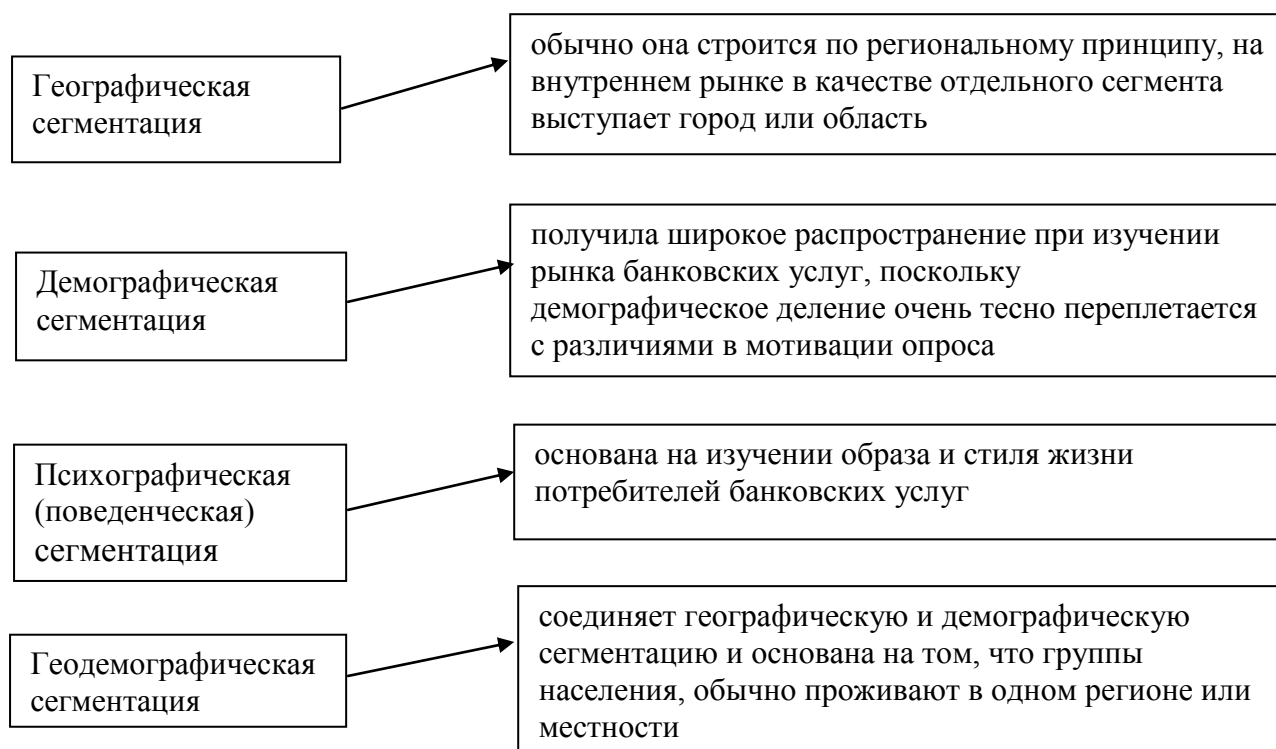 Географическая
сегментация
обычно она строится по региональному принципу, на
внутреннем рынке в качестве отдельного сегмента
выступает город или область
Демографическая
сегментация
получила широкое распространение при изучении
рынка банковских услуг, поскольку
демографическое деление очень тесно переплетается
с различиями в мотивации опроса
Психографическая
(поведенческая)
сегментация
основана на изучении образа и стиля жизни
потребителей банковских услуг
Геодемографическая
сегментация
соединяет географическую и демографическую
сегментацию и основана на том, что группы
населения, обычно проживают в одном регионе или
местности